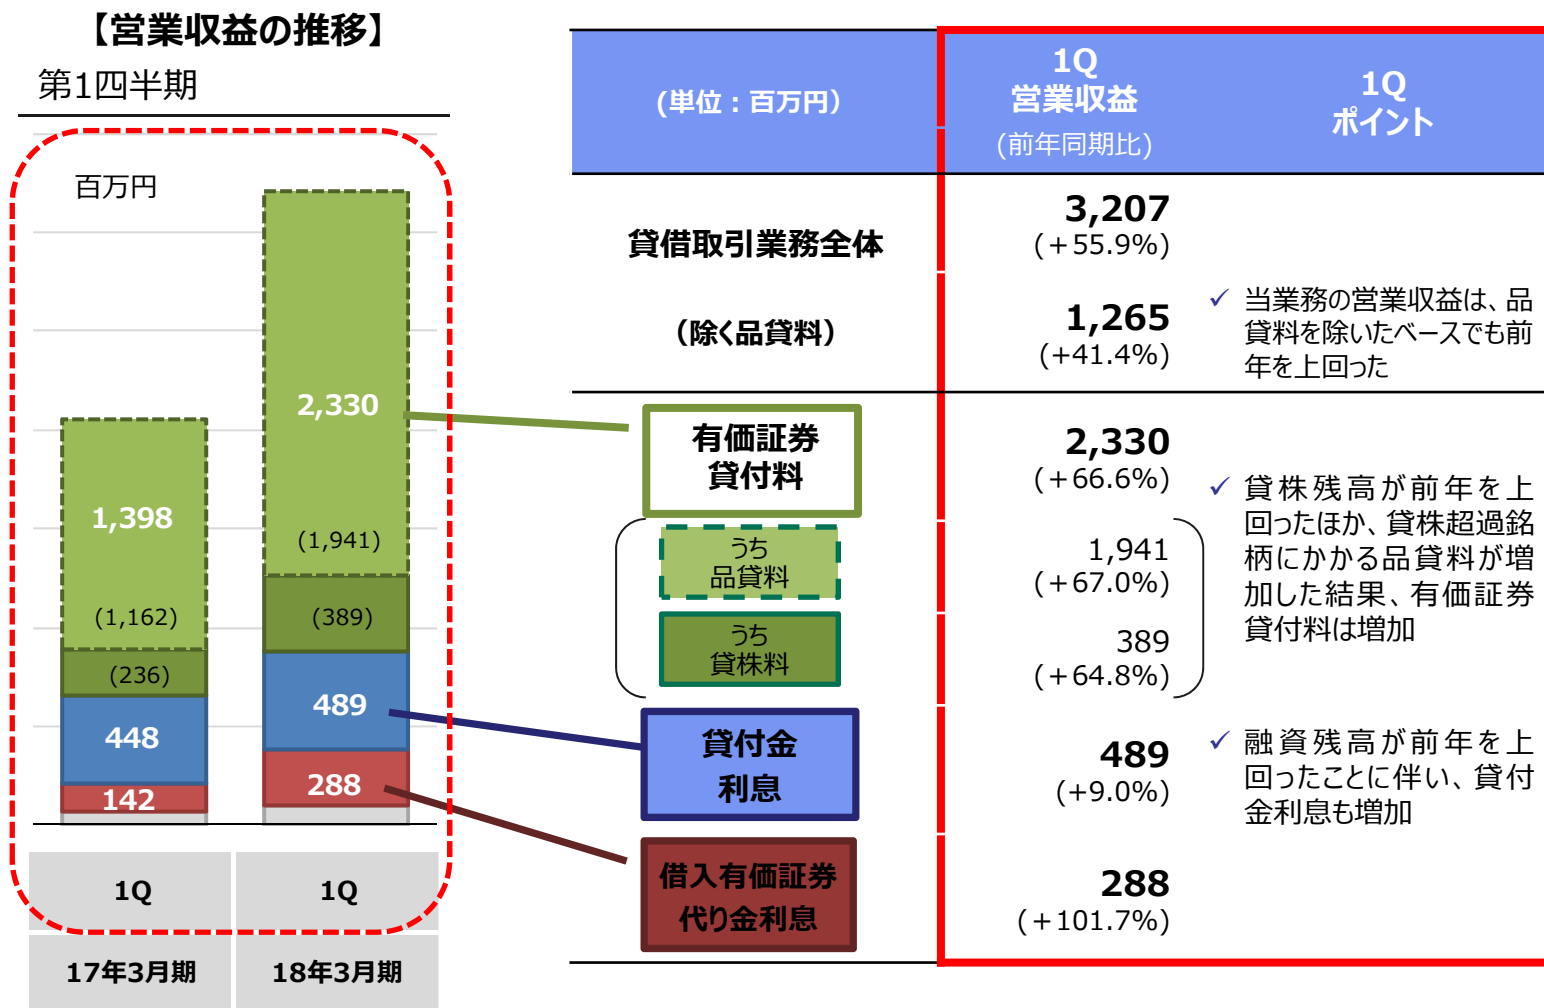 【営業収益の推移】
第1四半期
百万円
2,330
1,398
(1,941)
(1,162)
(389)
(236)
489
448
288
142
1Q
1Q
17年3月期
18年3月期
(単位：百万円)
1Q
営業収益
(前年同期比)
1Q
ポイント
貸借取引業務全体
3,207
(+55.9%)
(除く品貸料)
1,265
(+41.4%)
✓ 当業務の営業収益は、品
貸料を除いたベースでも前
年を上回った
有価証券
貸付料
2,330
(+66.6%)
うち
品貸料
1,941
(+67.0%)
うち
貸株料
389
(+64.8%)
✓ 貸株残高が前年を上
回ったほか、貸株超過銘
柄にかかる品貸料が増
加した結果、有価証券
貸付料は増加
貸付金
利息
489
(+9.0%)
✓ 融資残高が前年を上
回ったことに伴い、貸付
金利息も増加
借入有価証券
代り金利息
288
(+101.7%)